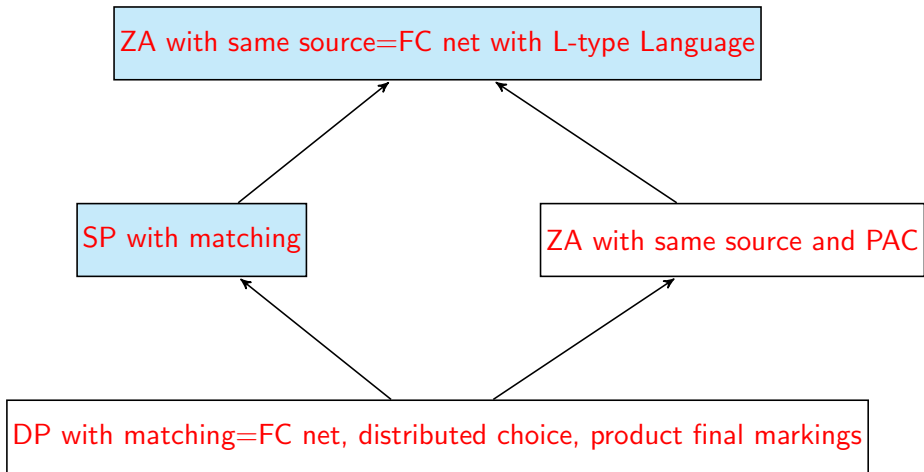 ZA with same source=FC net with L-type Language
SP with matching
ZA with same source and PAC
DP with matching=FC net, distributed choice, product final markings